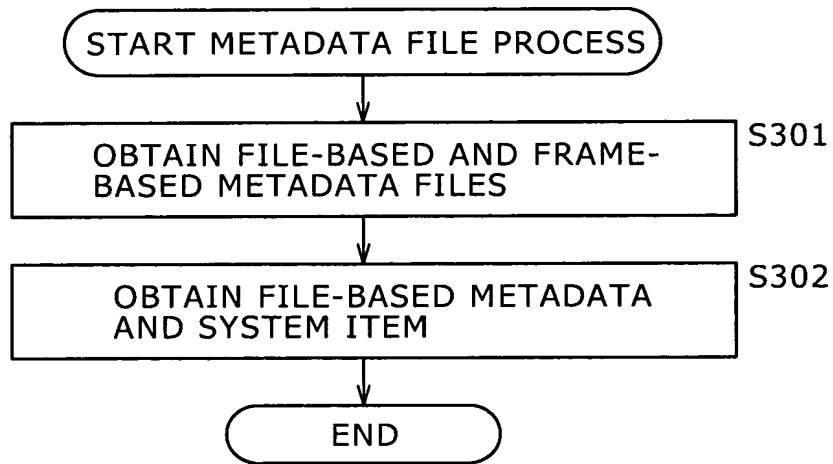 START METADATA FILE PROCESS
S301
OBTAIN FILE-BASED AND FRAME-
BASED METADATA FILES
S302
OBTAIN FILE-BASED METADATA
AND SYSTEM ITEM
END